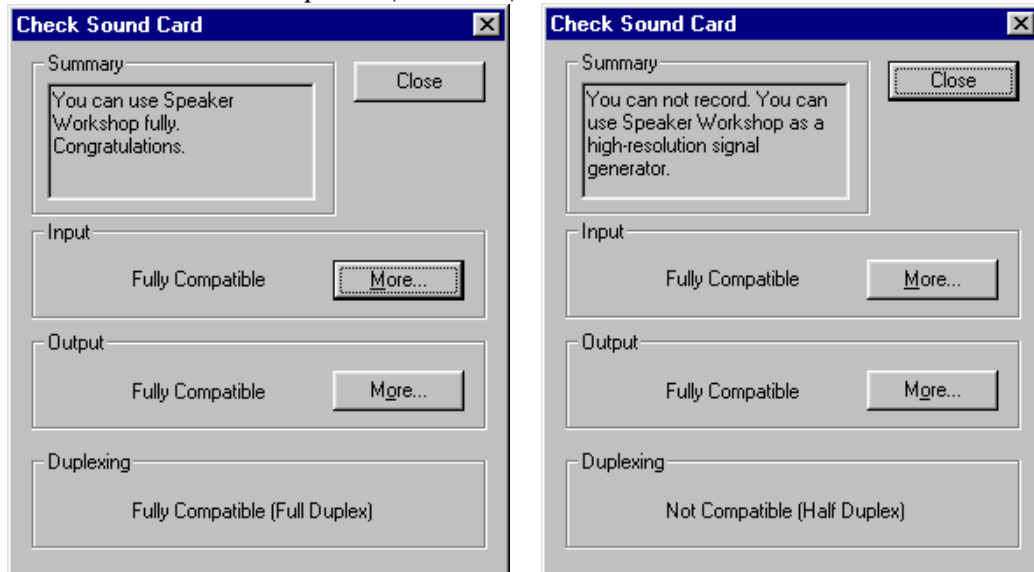 Check Sound Card
Summary
Close
You can use Speaker
Workshop fully.
Congratulations.
Input
Fully Compatible
More...
Output
Fully Compatible
More...
Duplexing
Fully Compatible (Full Duplex)
Check Sound Card
Summary
Close
You can not record. You can
use Speaker Workshop as a
high-resolution signal
generator.
Input
Fully Compatible
More...
Output
Fully Compatible
More...
Duplexing
Not Compatible (Half Duplex)